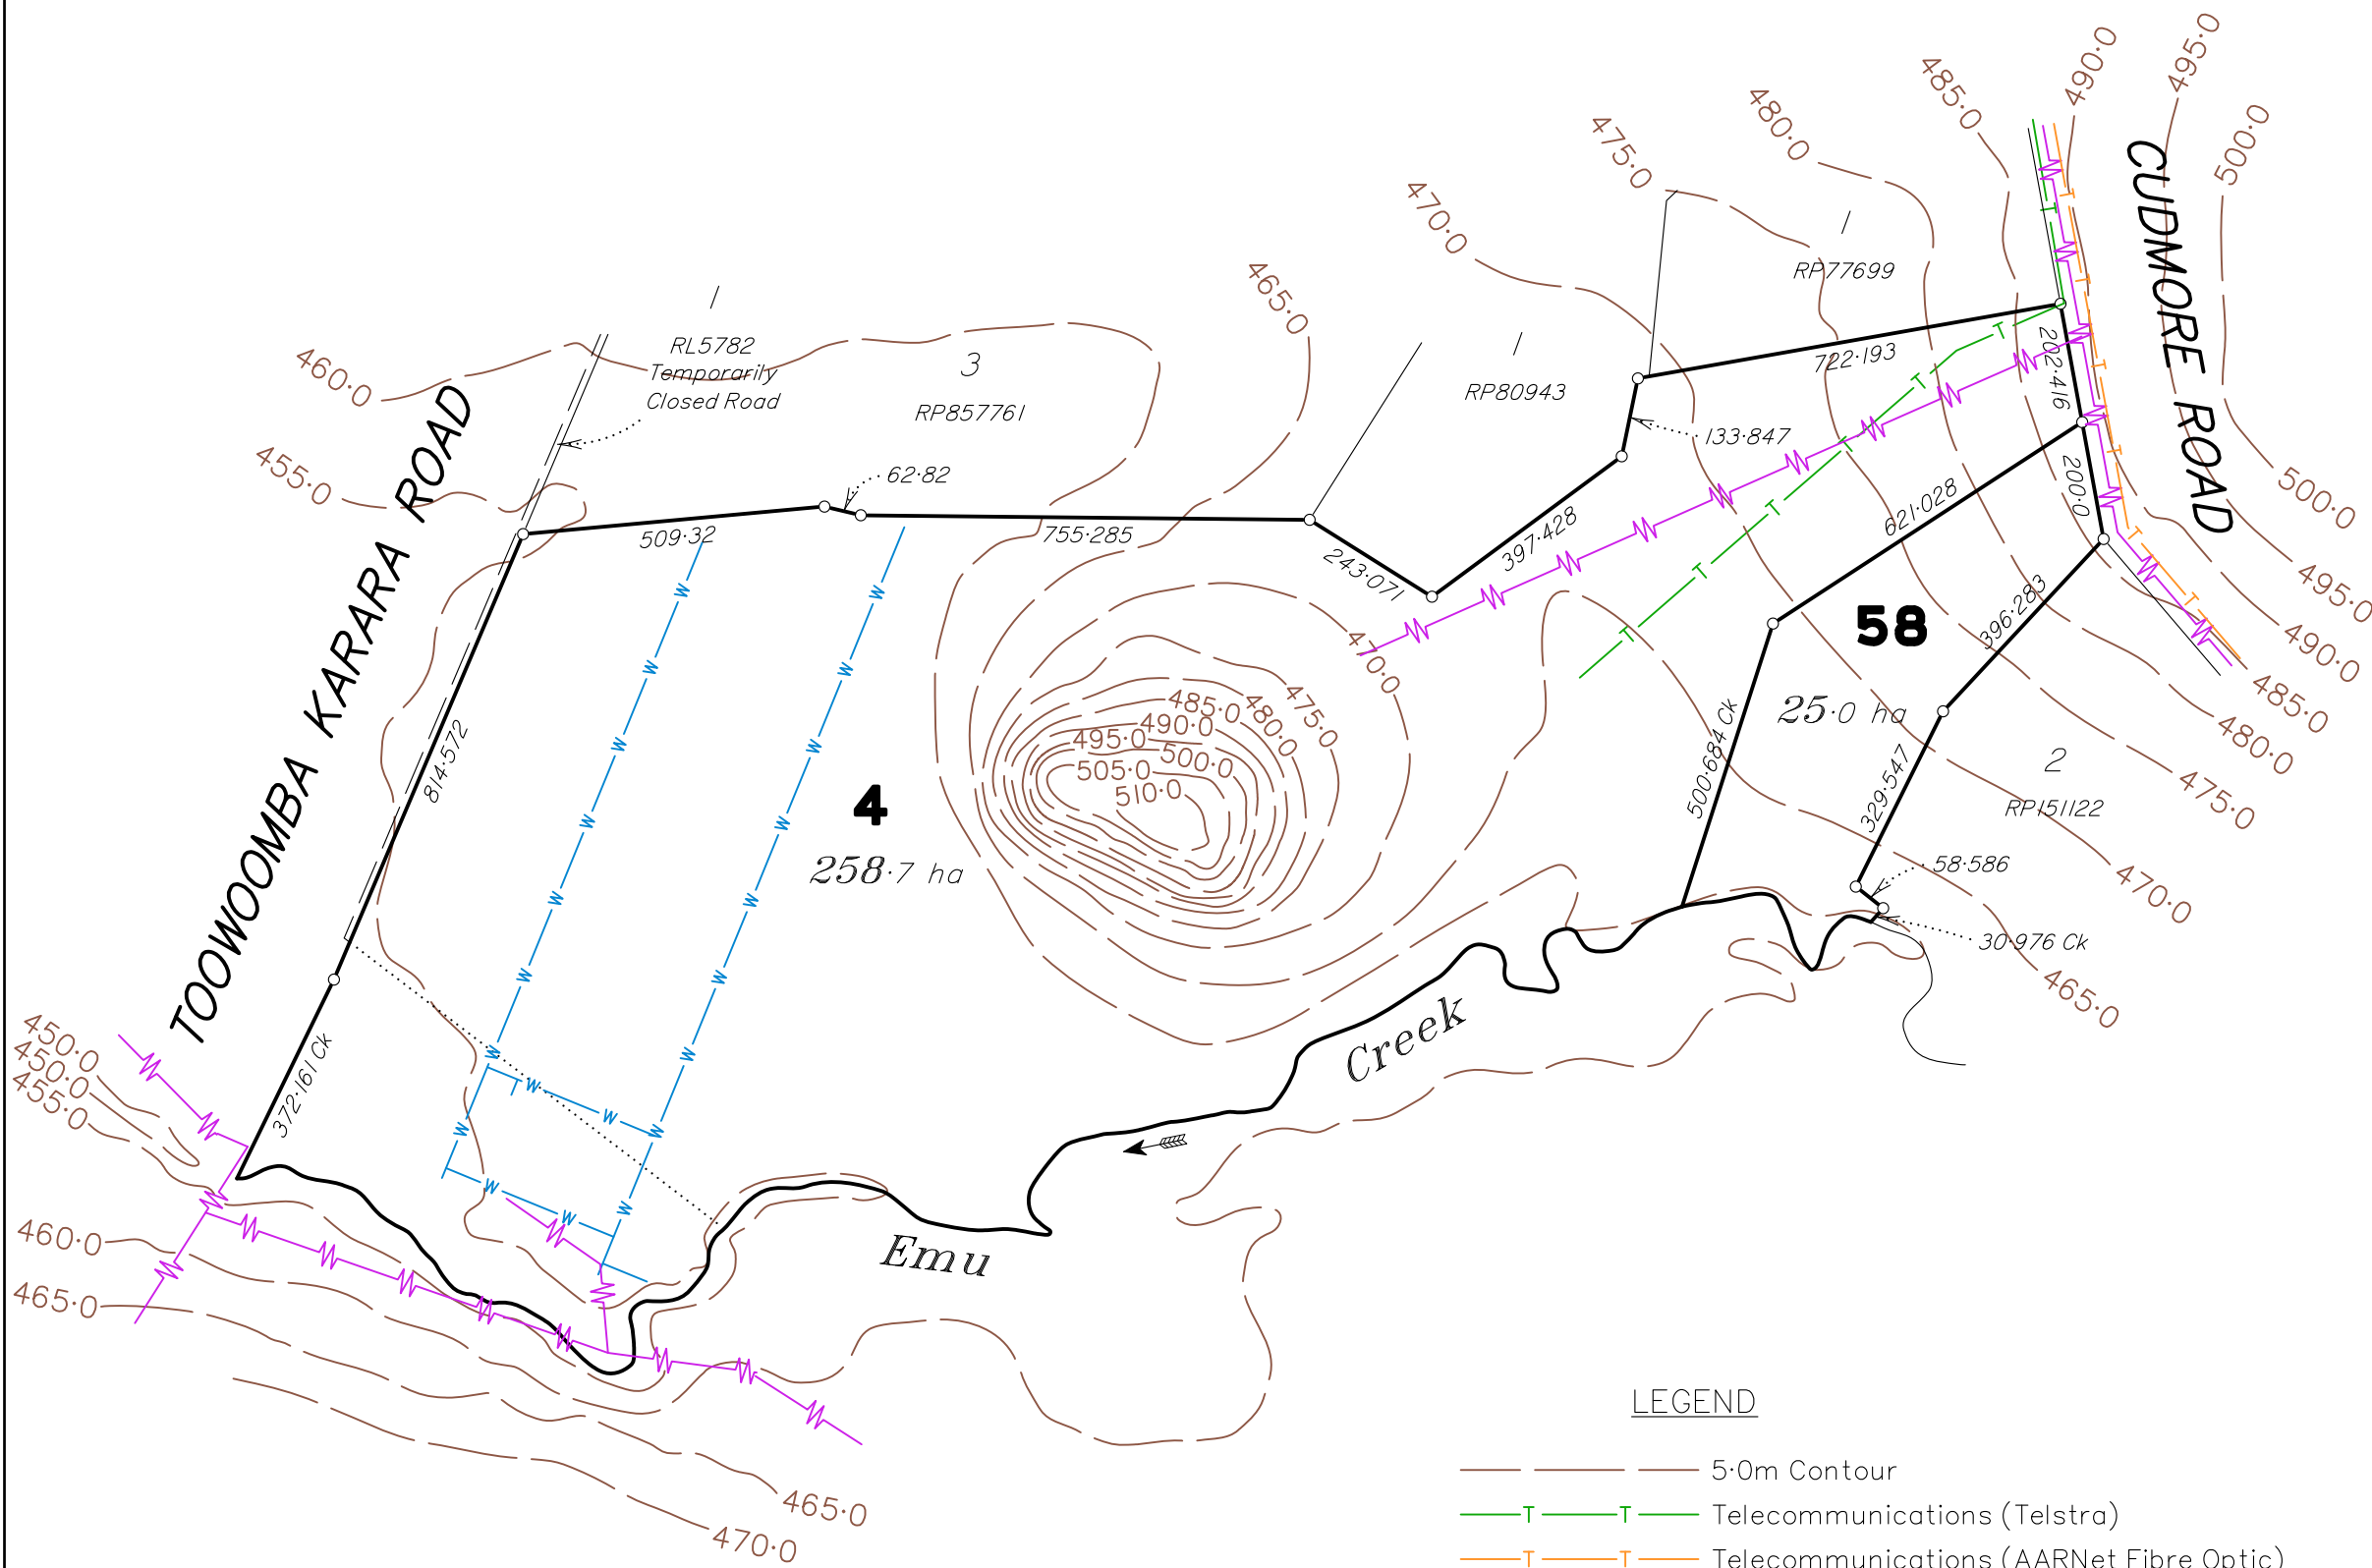 495·0
490·0
485·0
480·0
475·0
470·0
465·0
500·0
CUDMORE ROAD
RP77699
RL5782
Temporarily
Closed Road
3
RP857761
RP80943
460·0
455·0
TOOWOOMBA KARARA ROAD
62·82
509·32
755·285
243·071
397·428
133·847
722·193
202·416
200·0
621·028
396·283
500·0
495·0
490·0
485·0
480·0
475·0
470·0
465·0
58
25·0 ha
500·684 Ck
329·547
2
RP151122
58·586
30·976 Ck
470·0
475·0
480·0
485·0
490·0
495·0
500·0
505·0
510·0
4
258·7 ha
814·572
372·161 Ck
450·0
450·0
455·0
460·0
465·0
Emu
Creek
465·0
470·0
LEGEND
5·0m Contour
T T Telecommunications (Telstra)
T T Telecommunications (AARNet Fibre Optic)